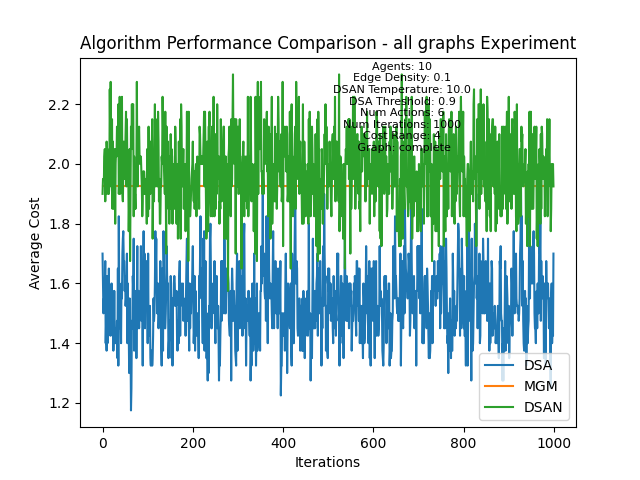 Algorithm Performance Comparison - all graphs Experiment
Agents: 10
Edge Density: 0.1
DSAN Temperature: 10.0
DSA Threshold: 0.9
Num Actions: 6
Num Iterations: 1000
Cost Range: 4
Graph: complete
2.2
2.0
1.8
1.6
1.4
1.2
Average Cost
DSA
MGM
DSAN
0
200
400
600
800
1000
Iterations